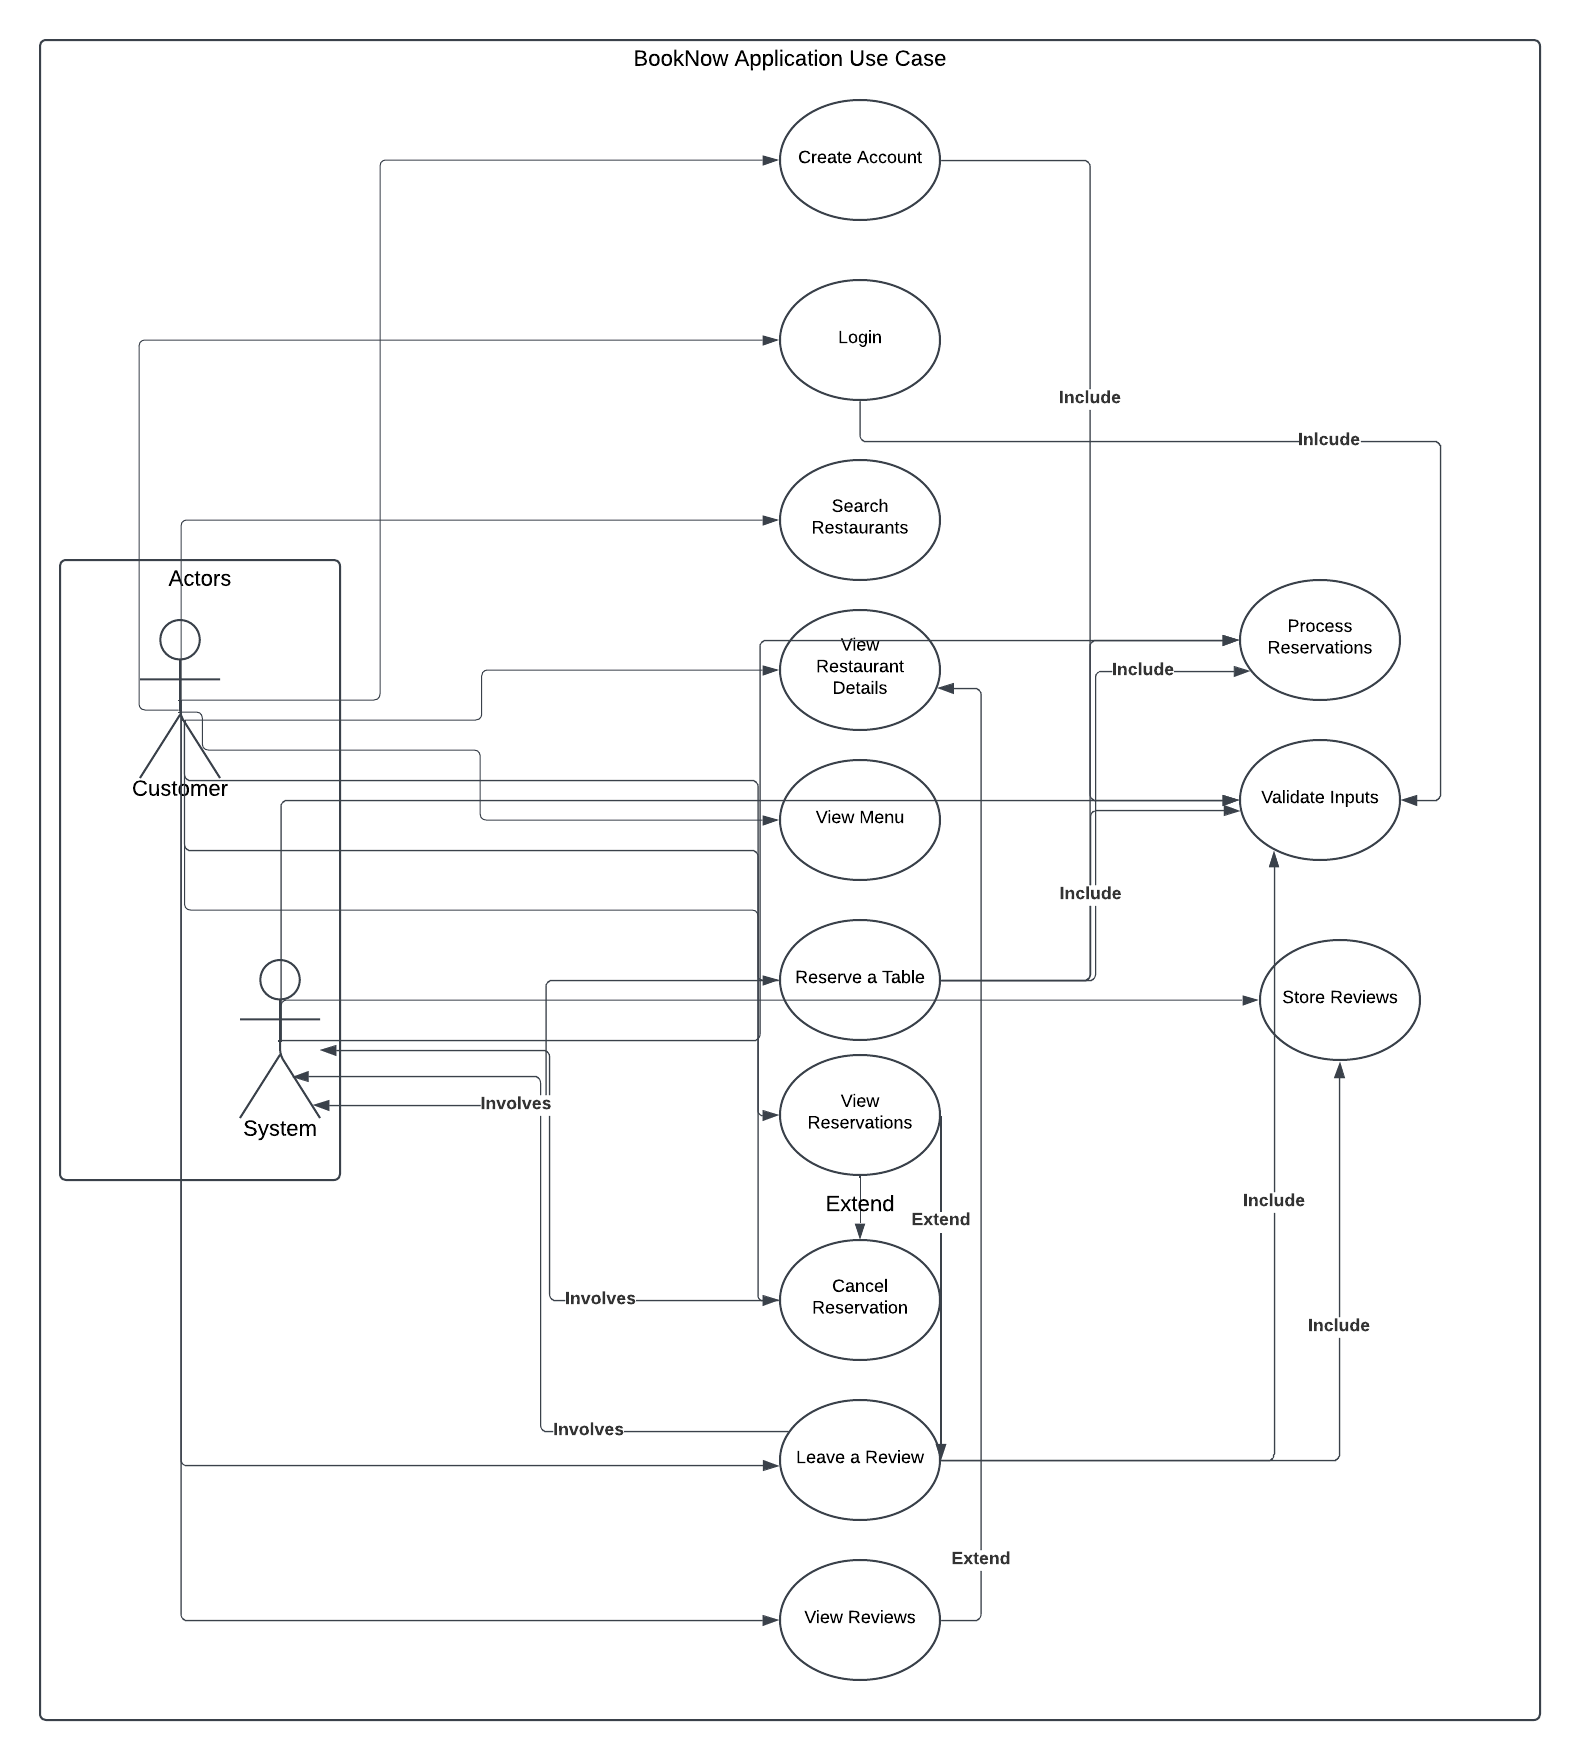 BookNow Application Use Case
Create Account
Login
Include
Inlcude
Search
Restaurants
Actors
View
Restaurant
Details
Process
Reservations
Include
Customer
View Menu
Validate Inputs
Include
Reserve a Table
Store Reviews
System
Involves
View
Reservations
Extend
Extend
Include
Cancel
Reservation
Involves
Include
Involves
Leave a Review
Extend
View Reviews